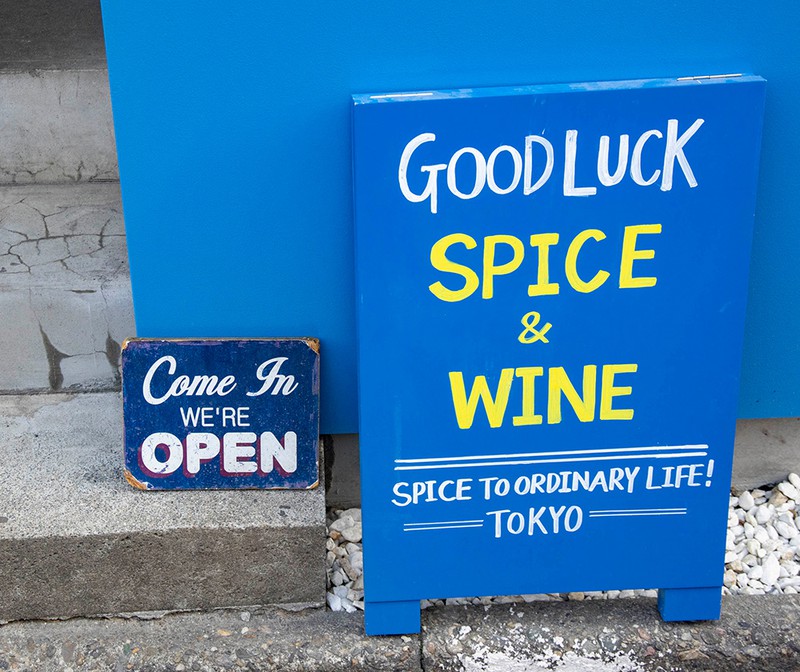 GOOD LUCK
SPICE
&
WINE
SPICE TO ORDINARY LIFE!
TOKYO
Come In
WE'RE
OPEN